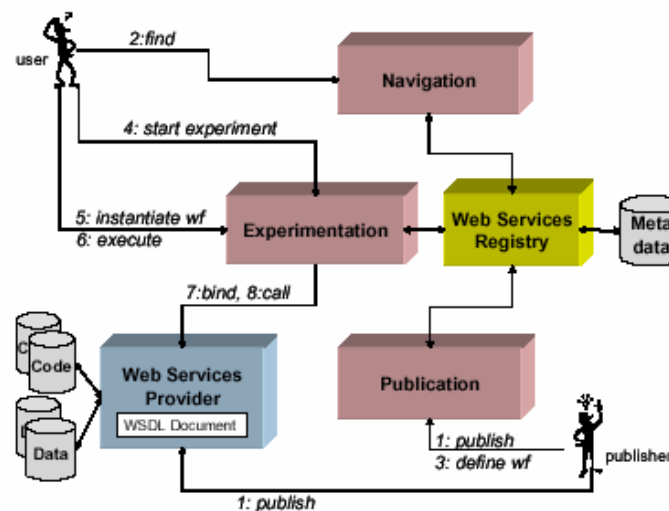 2:find
user
Navigation
4: start experiment
5: instantiate wf
6: execute
Experimentation
Web Services
Registry
Meta
data
7:bind, 8:call
C
Code
Data
Web Services
Provider
WSDL Document
Publication
1: publish
3: define wf
publisher
1: publish